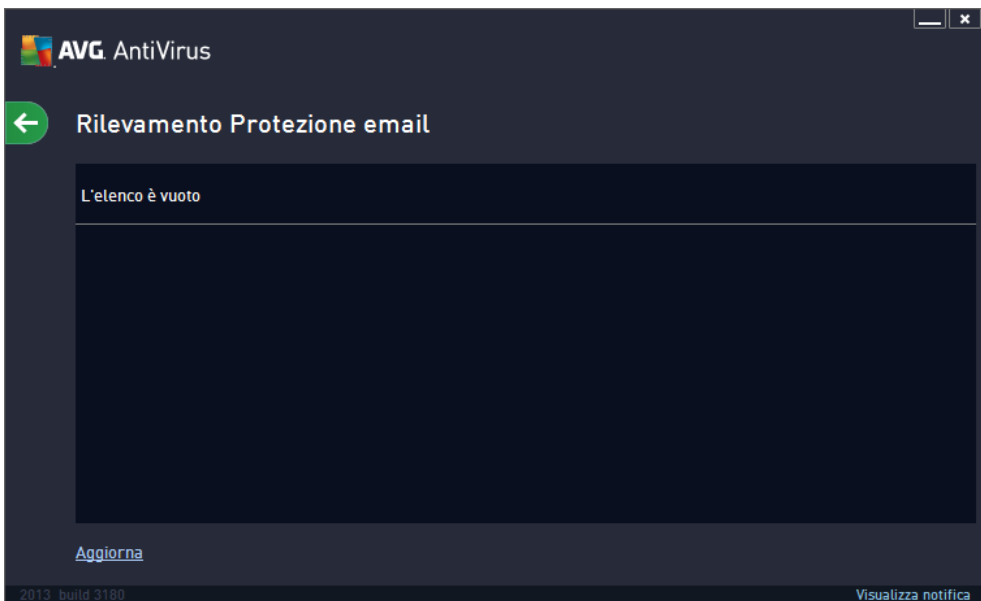 AVG. AntiVirus
Rilevamento Protezione email
L'elenco è vuoto
Aggiorna
2013 build 3180
Visualizza notifica